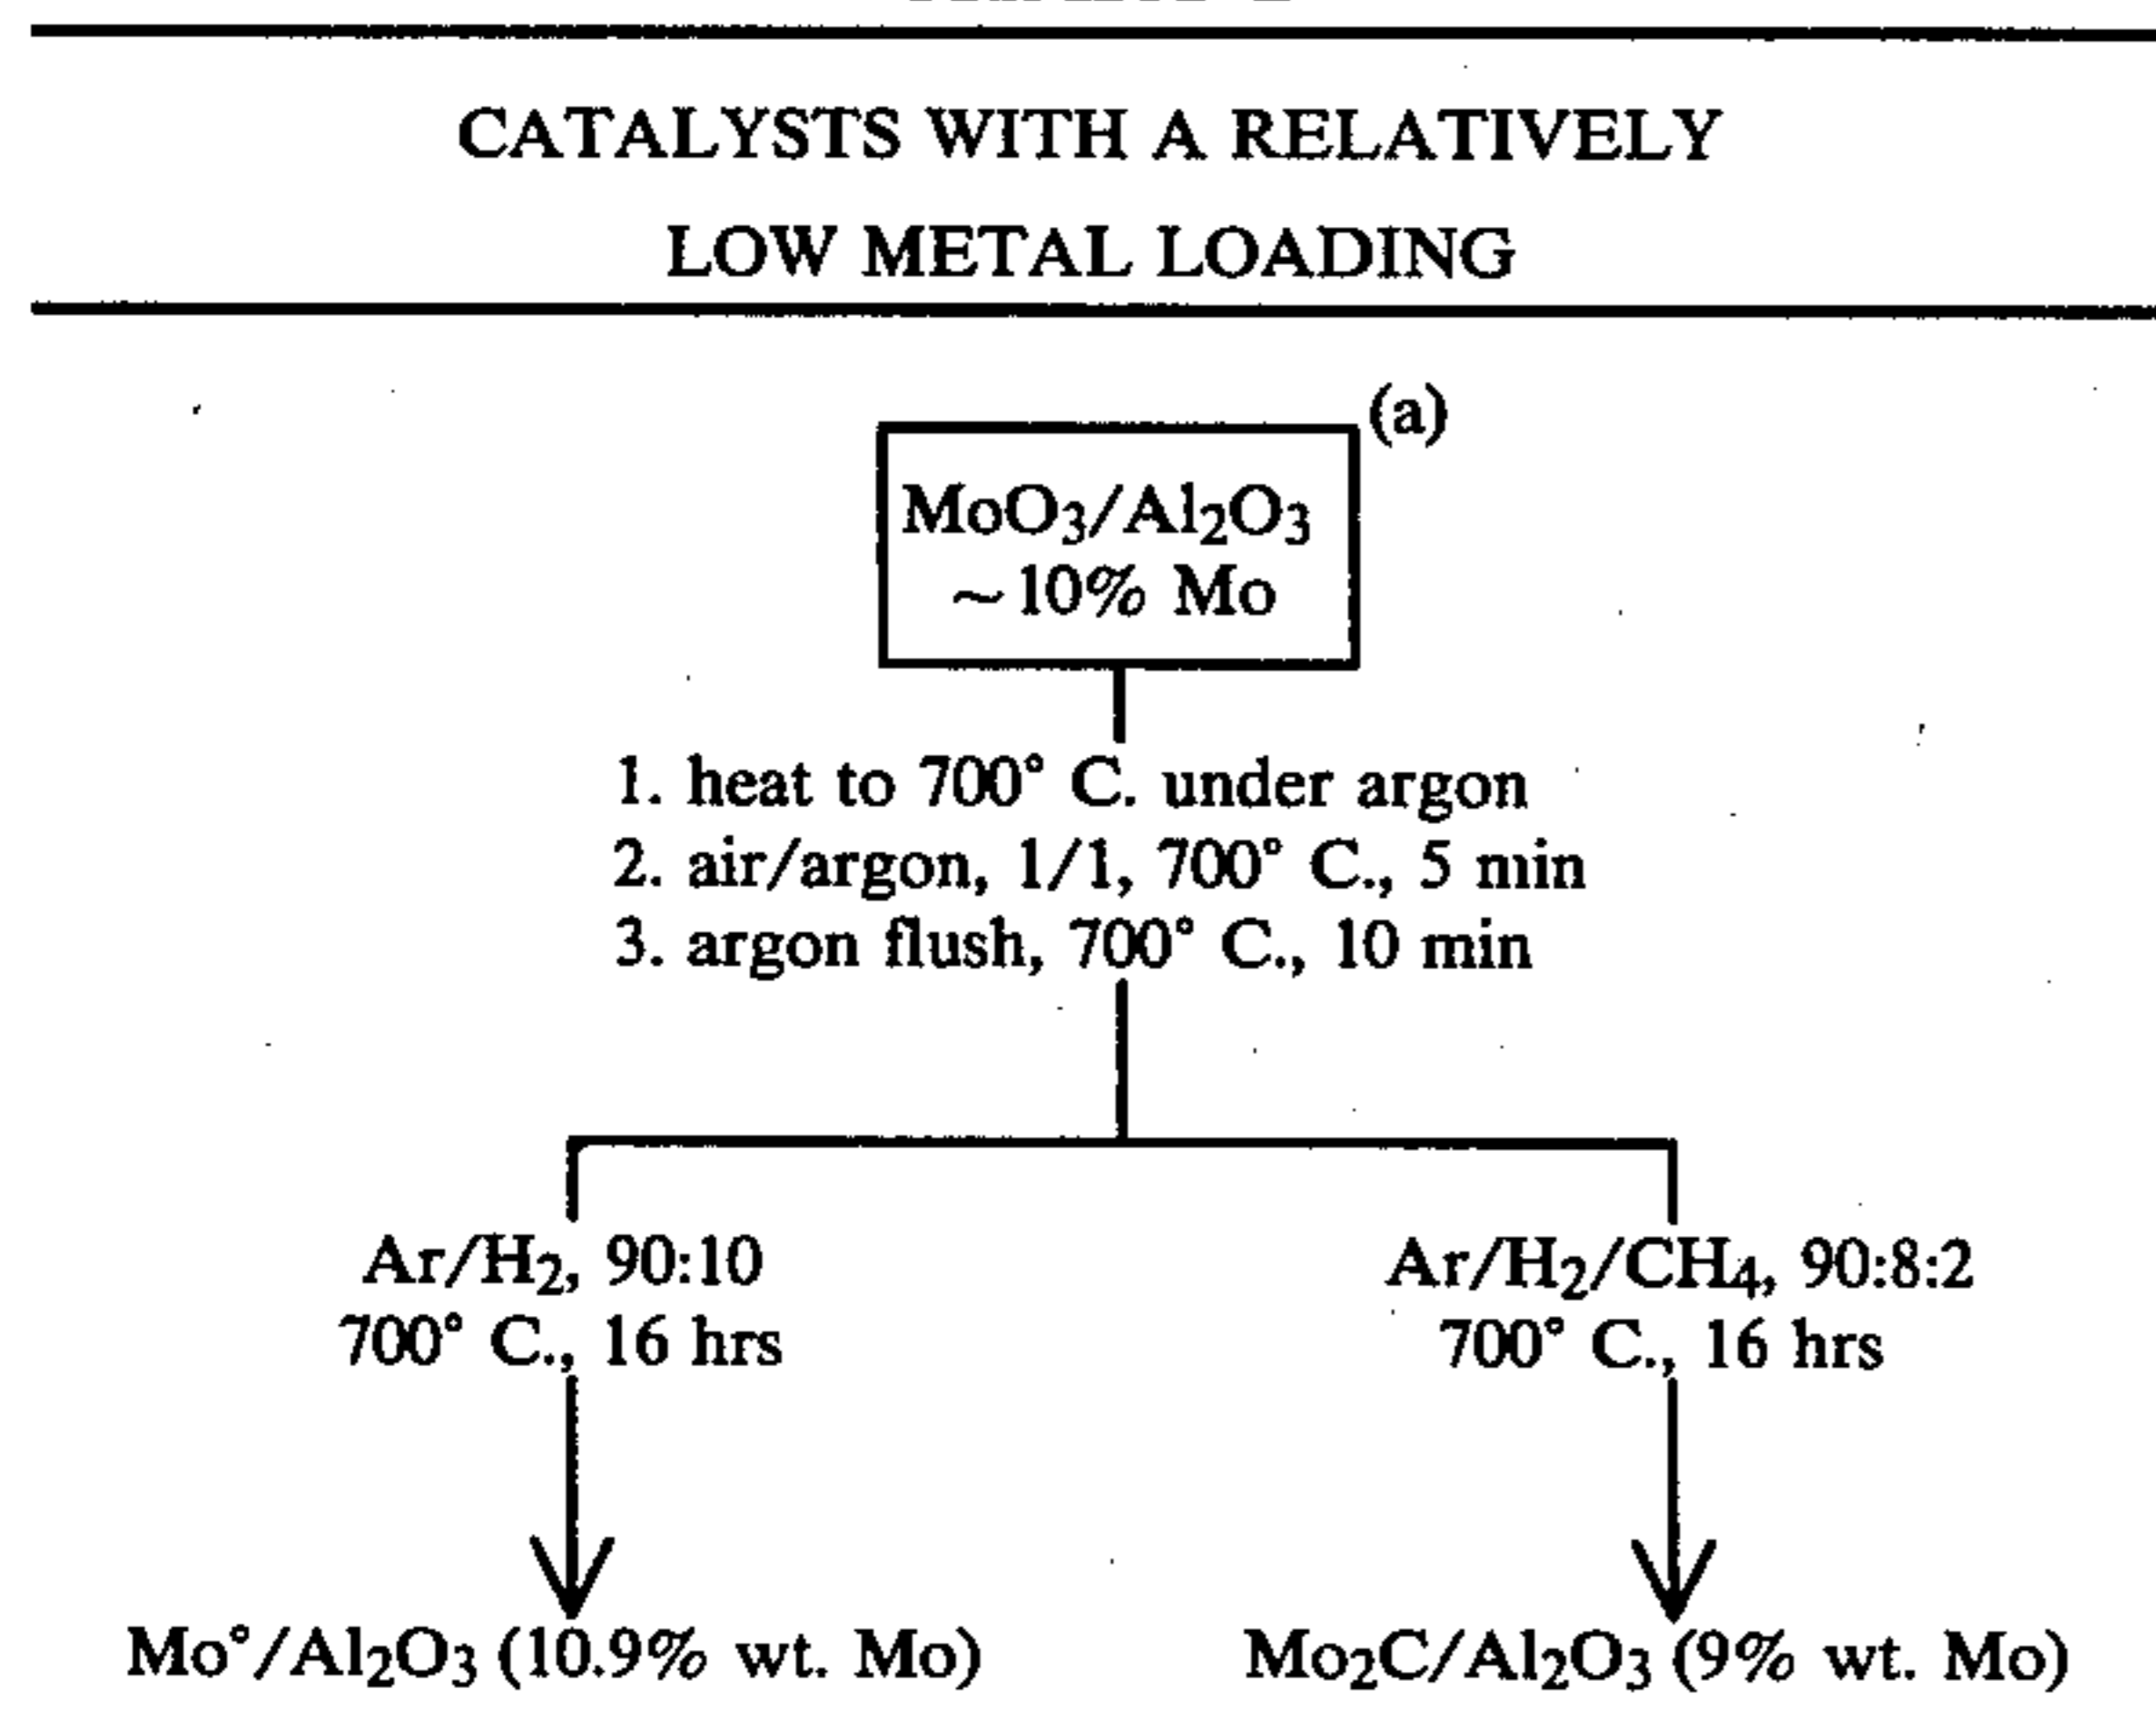 CATALYSTS WITH A RELATIVELY
LOW METAL LOADING
(a)
MoO₃/Al₂O₃
~10% Mo
1. heat to 700° C. under argon
2. air/argon, 1/1, 700° C., 5 min
3. argon flush, 700° C., 10 min
Ar/H₂, 90:10
700° C., 16 hrs
Ar/H₂/CH₄, 90:8:2
700° C., 16 hrs
Mo°/Al₂O₃ (10.9% wt. Mo)
Mo₂C/Al₂O₃ (9% wt. Mo)